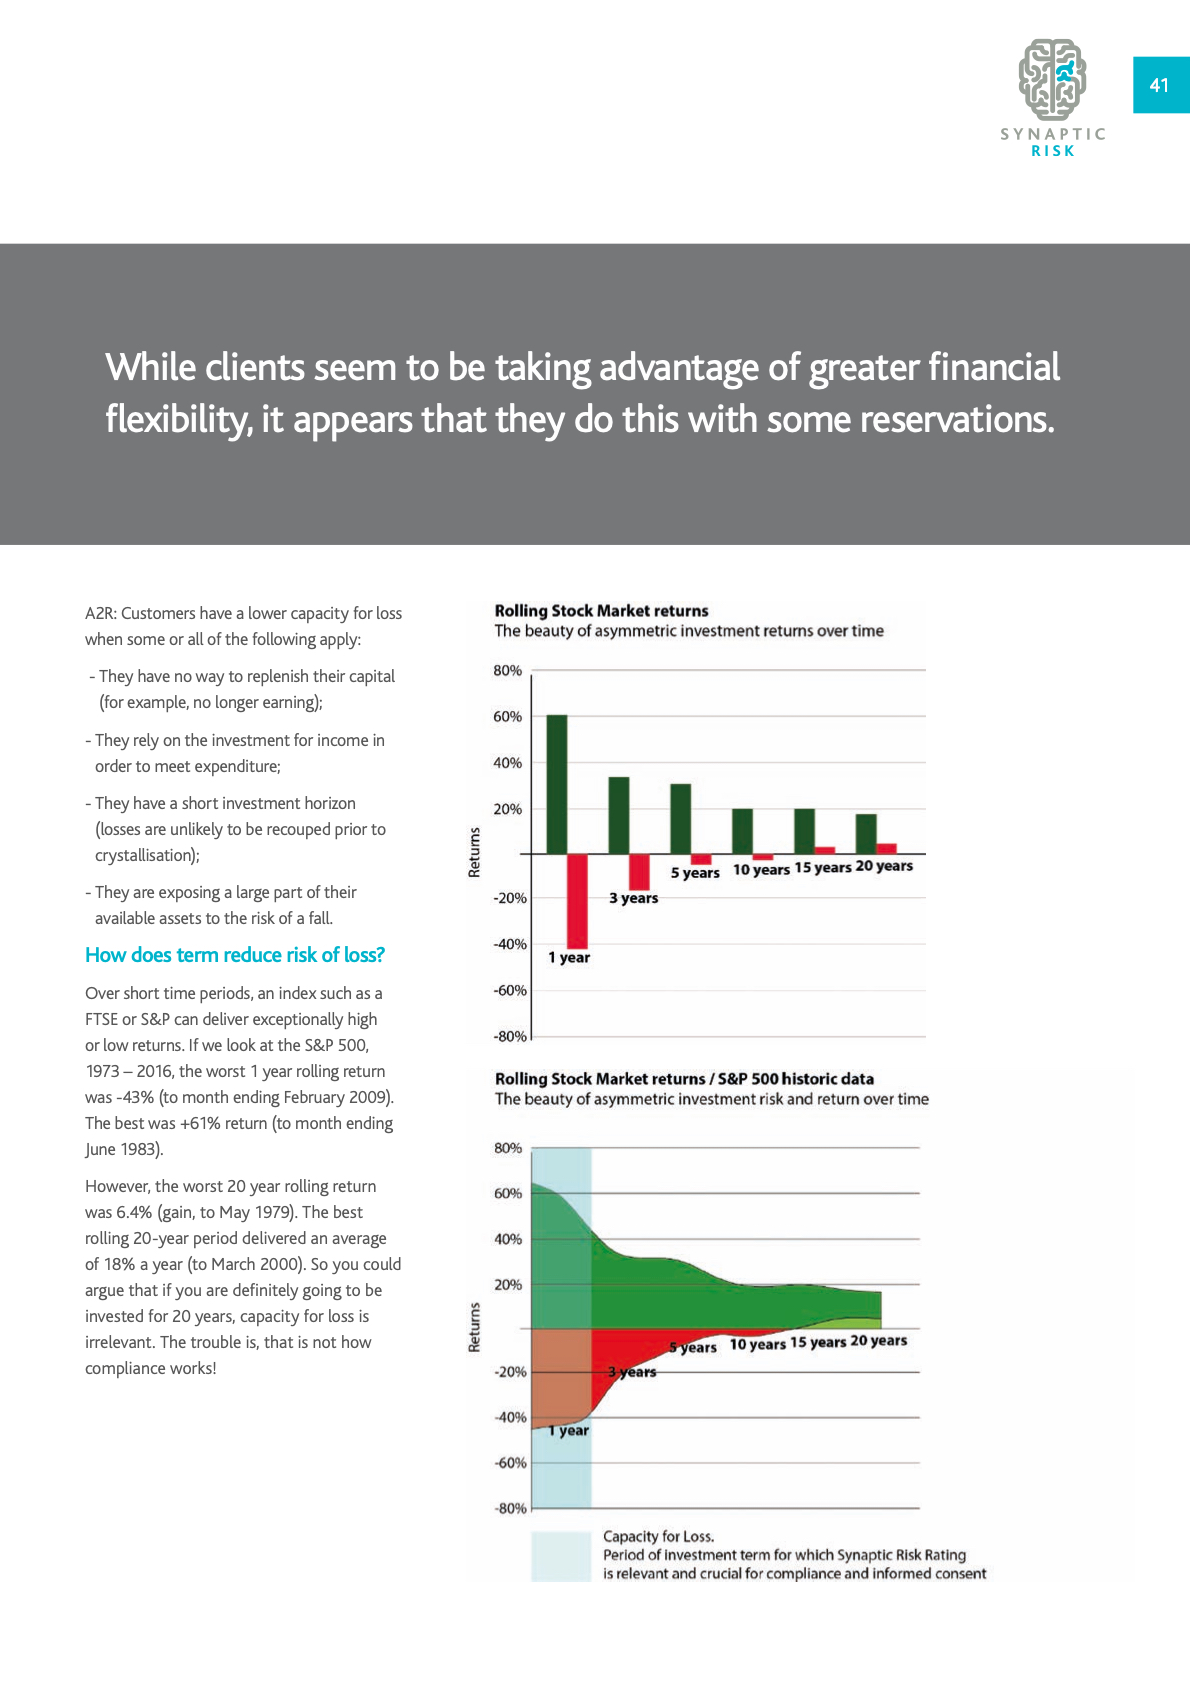 41
SYNAPTIC
RISK
While clients seem to be taking advantage of greater financial
flexibility, it appears that they do this with some reservations.
A2R: Customers have a lower capacity for loss
when some or all of the following apply:
- They have no way to replenish their capital
(for example, no longer earning);
- They rely on the investment for income in
order to meet expenditure;
- They have a short investment horizon
(losses are unlikely to be recouped prior to
crystallisation);
- They are exposing a large part of their
available assets to the risk of a fall.
How does term reduce risk of loss?
Over short time periods, an index such as a
FTSE or S&P can deliver exceptionally high
or low returns. If we look at the S&P 500,
1973 – 2016, the worst 1 year rolling return
was -43% (to month ending February 2009).
The best was +61% return (to month ending
June 1983).
However, the worst 20 year rolling return
was 6.4% (gain, to May 1979). The best
rolling 20-year period delivered an average
of 18% a year (to March 2000). So you could
argue that if you are definitely going to be
invested for 20 years, capacity for loss is
irrelevant. The trouble is, that is not how
compliance works!
Rolling Stock Market returns
The beauty of asymmetric investment returns over time
80%
60%
40%
20%
-20%
-40%
-60%
-80%
Returns
1 year
3 years
5 years
10 years
15 years
20 years
Rolling Stock Market returns / S&P 500 historic data
The beauty of asymmetric investment risk and return over time
80%
60%
40%
20%
-20%
-40%
-60%
-80%
Returns
1 year
3 years
5 years
10 years
15 years
20 years
Capacity for Loss.
Period of investment term for which Synaptic Risk Rating
is relevant and crucial for compliance and informed consent